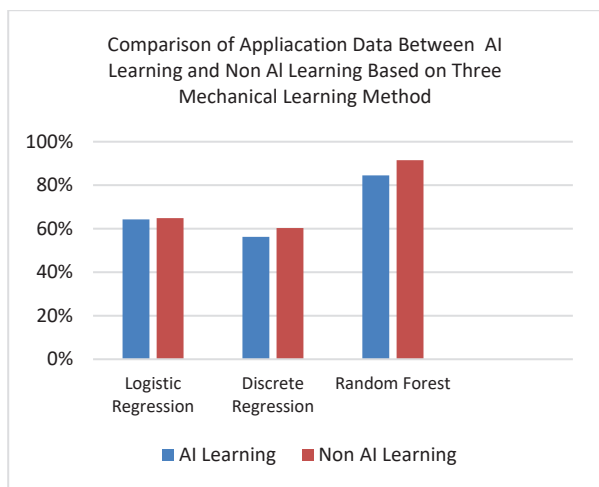 Comparison of Appliacation Data Between AI
Learning and Non Al Learning Based on Three
Mechanical Learning Method
100%
80%
60%
40%
20%
0%
Logistic
Regression
Discrete
Regression
Random Forest
AI Learning
Non AI Learning